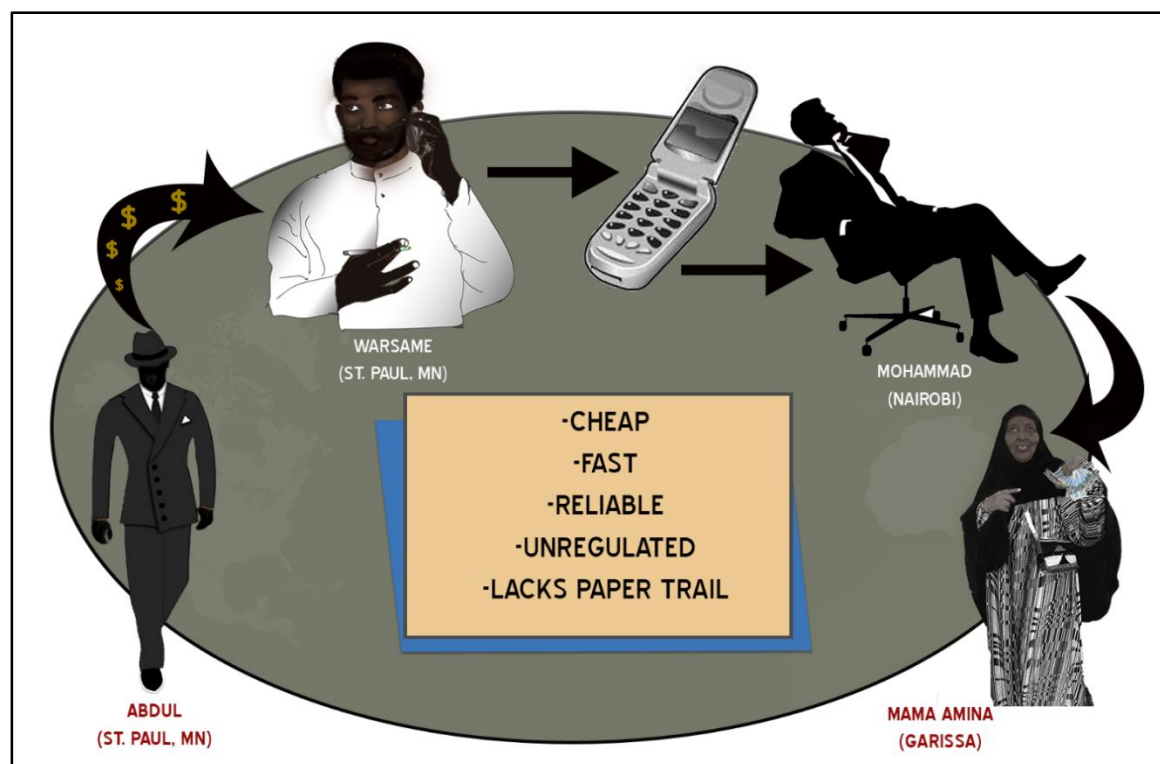 $ $ $ $
WARSAME
(ST. PAUL, MN)
MOHAMMAD
(NAIROBI)
-CHEAP
-FAST
-RELIABLE
-UNREGULATED
-LACKS PAPER TRAIL
ABDUL
(ST. PAUL, MN)
MAMA AMINA
(GARISSA)